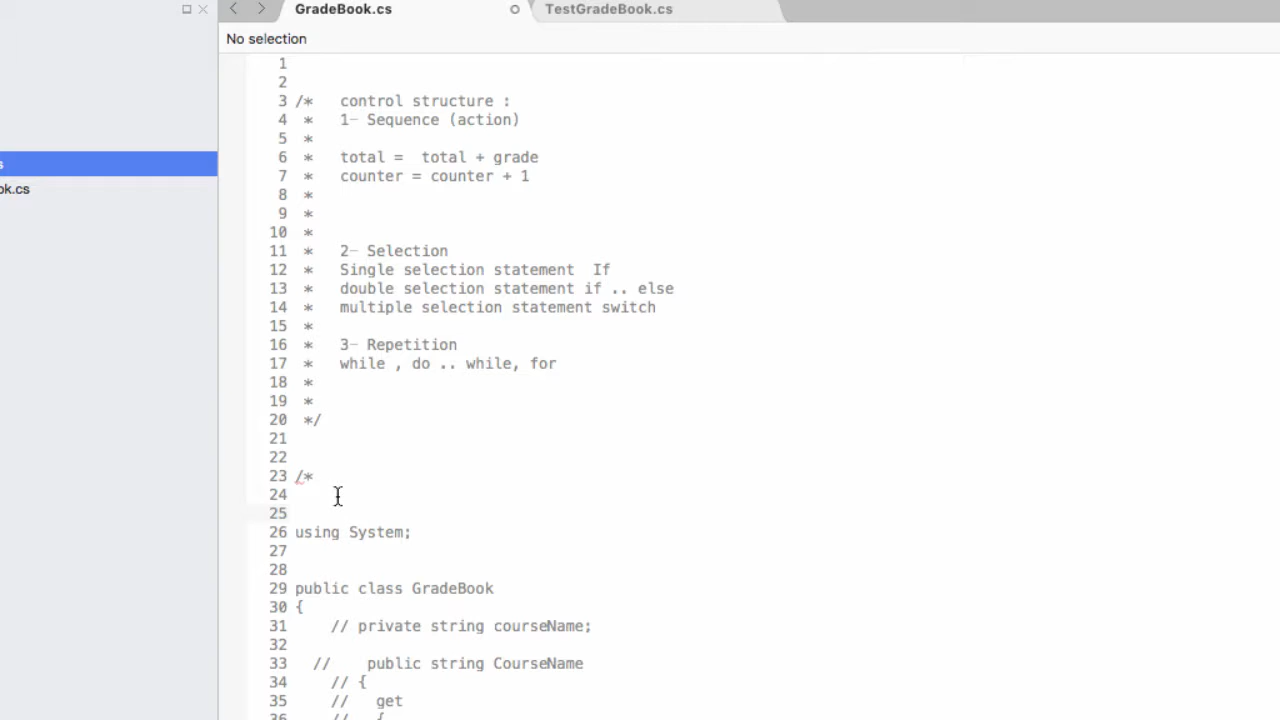 GradeBook.cs
TestGradeBook.cs
No selection
ok.cs
1
2
3 /*   control structure :
4 *   1- Sequence (action)
5 *
6 *   total =  total + grade
7 *   counter = counter + 1
8 *
9 *
10 *
11 *   2- Selection
12 *   Single selection statement  If
13 *   double selection statement if .. else
14 *   multiple selection statement switch
15 *
16 *   3- Repetition
17 *   while , do .. while, for
18 *
19 *
20 */
21
22
23 /*
24
25
26 using System;
27
28
29 public class GradeBook
30 {
31     // private string courseName;
32
33   //    public string CourseName
34     // {
35     //   get
36     //   {